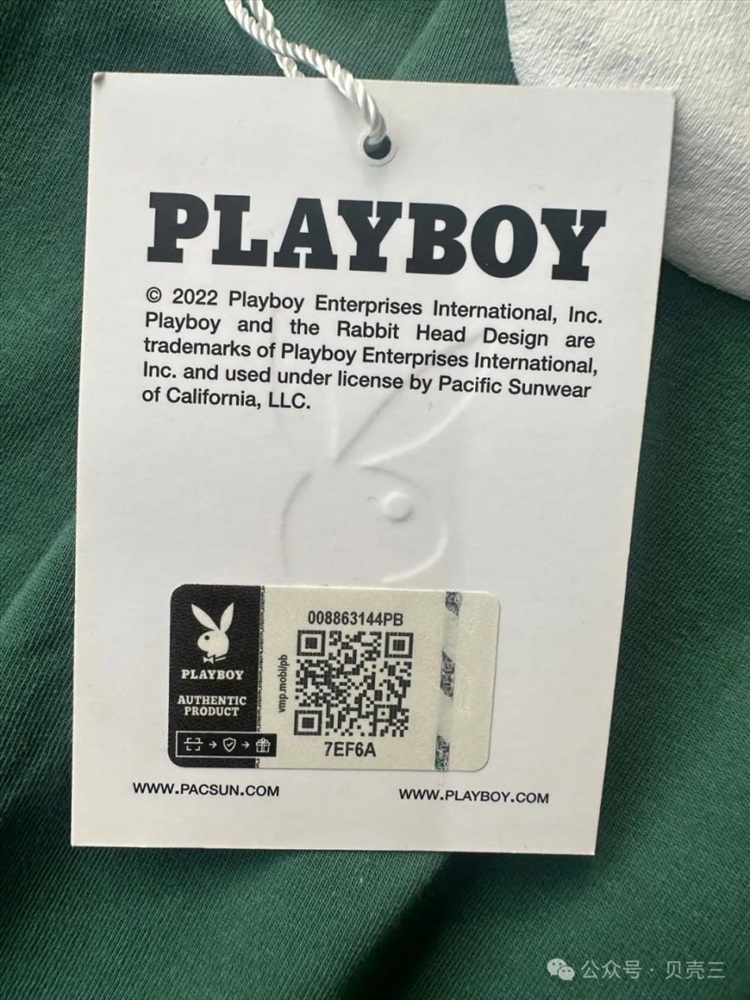 PLAYBOY
© 2022 Playboy Enterprises International, Inc.
Playboy and the Rabbit Head Design are
trademarks of Playboy Enterprises International,
Inc. and used under license by Pacific Sunwear
of California, LLC.
008863144PB
vmp.mobi/pb
PLAYBOY
AUTHENTIC
PRODUCT
7EF6A
WWW.PACSUN.COM
WWW.PLAYBOY.COM
公众号 · 贝壳三